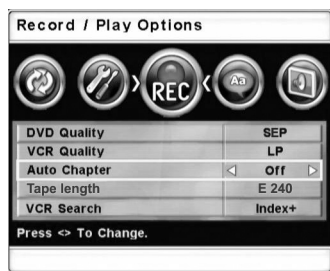 Record / Play Options
REC
Aa
DVD Quality SEP
VCR Quality LP
Auto Chapter Off
Tape length E 240
VCR Search Index+
Press <> To Change.